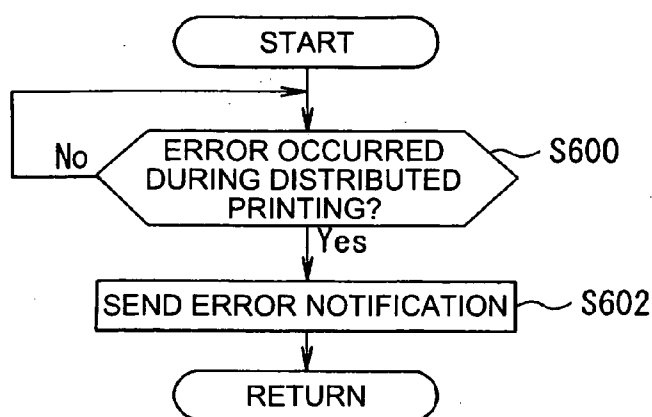 START
No
ERROR OCCURRED
DURING DISTRIBUTED
PRINTING?
S600
Yes
SEND ERROR NOTIFICATION
S602
RETURN